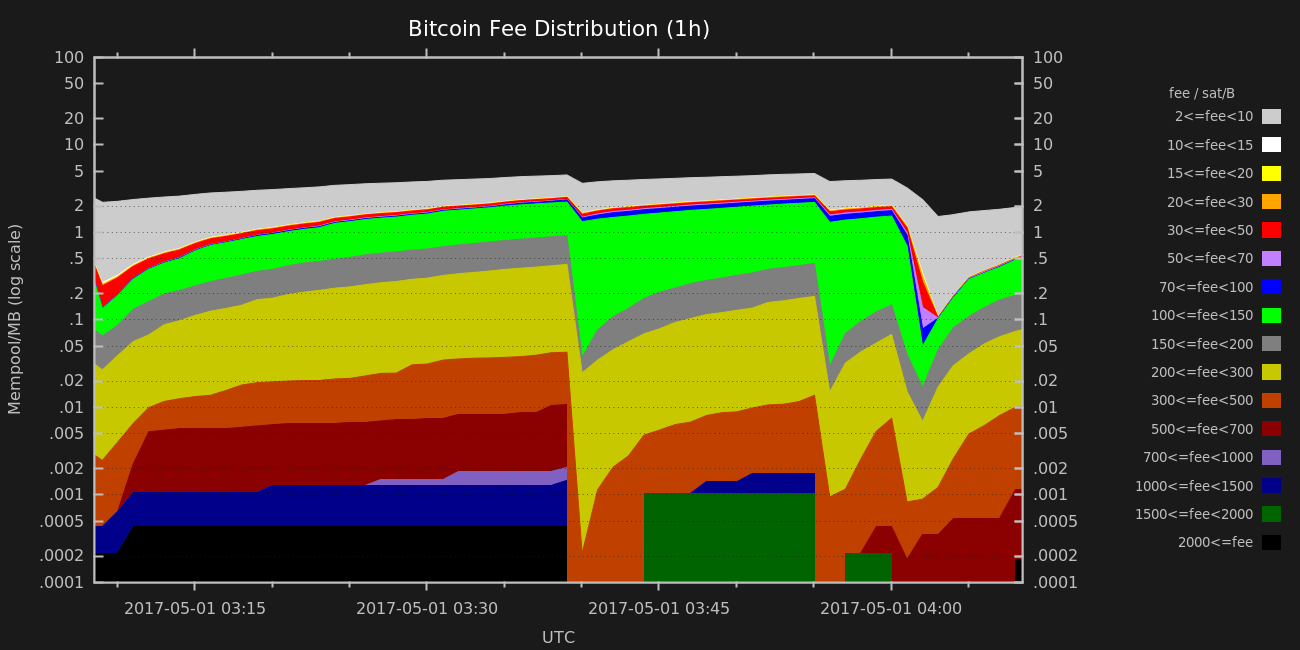 Bitcoin Fee Distribution (1h)
100
50
20
10
5
2
1
.5
.2
.1
.05
.02
.01
.005
.002
.001
.0005
.0002
.0001
Mempool/MB (log scale)
100
50
20
10
5
2
1
.5
.2
.1
.05
.02
.01
.005
.002
.001
.0005
.0002
.0001
2017-05-01 03:15
2017-05-01 03:30
2017-05-01 03:45
2017-05-01 04:00
UTC
fee / sat/B
2<=fee<10
10<=fee<15
15<=fee<20
20<=fee<30
30<=fee<50
50<=fee<70
70<=fee<100
100<=fee<150
150<=fee<200
200<=fee<300
300<=fee<500
500<=fee<700
700<=fee<1000
1000<=fee<1500
1500<=fee<2000
2000<=fee